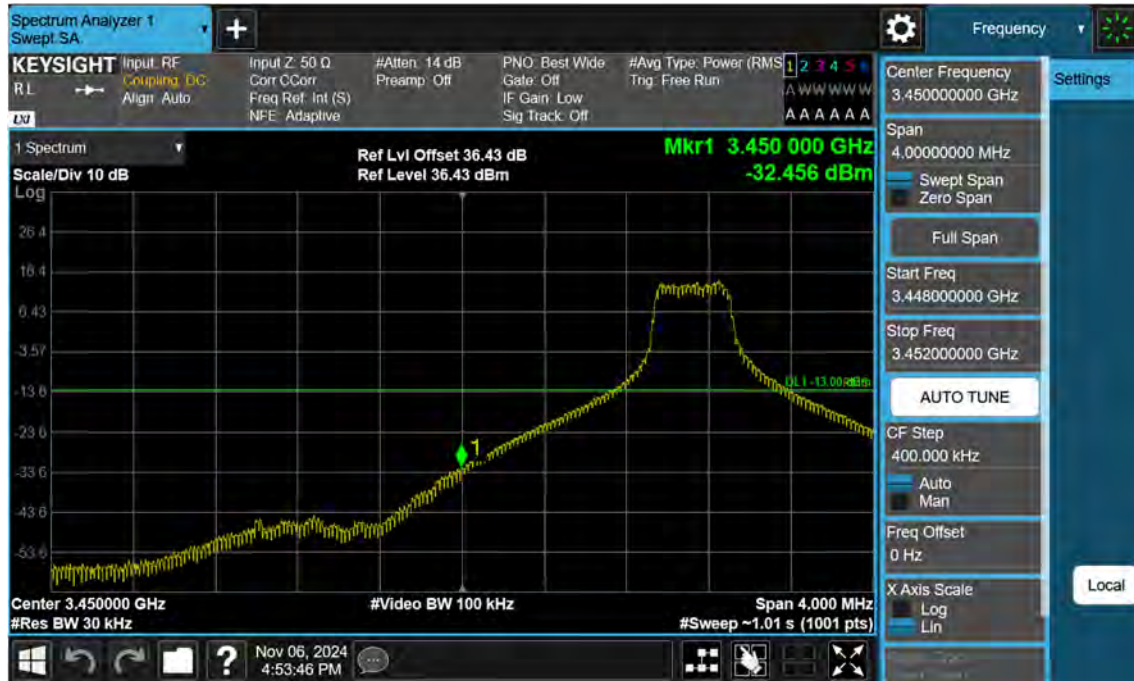 Spectrum Analyzer 1
Swept SA
+
Frequency
KEYSIGHT
RL
LXI
Input: RF
Coupling: DC
Align: Auto
Input Z: 50 Ω
Corr CCorr
Freq Ref: Int (S)
NFE: Adaptive
#Atten: 14 dB
Preamp: Off
PNO: Best Wide
Gate: Off
IF Gain: Low
Sig Track: Off
#Avg Type: Power (RMS
Trig: Free Run
1 2 3 4 5 6
A W W W W W
A A A A A A
1 Spectrum
Scale/Div 10 dB
Log
Ref Lvl Offset 36.43 dB
Ref Level 36.43 dBm
Mkr1 3.450 000 GHz
-32.456 dBm
26.4
16.4
6.43
-3.57
-13.6
-23.6
-33.6
-43.6
-53.6
1
DL1 -13.00 dBm
Center 3.450000 GHz
#Res BW 30 kHz
#Video BW 100 kHz
Span 4.000 MHz
#Sweep ~1.01 s (1001 pts)
Center Frequency
3.450000000 GHz
Span
4.00000000 MHz
Swept Span
Zero Span
Full Span
Start Freq
3.448000000 GHz
Stop Freq
3.452000000 GHz
AUTO TUNE
CF Step
400.000 kHz
Auto
Man
Freq Offset
0 Hz
X Axis Scale
Log
Lin
Settings
Local
?
Nov 06, 2024
4:53:46 PM